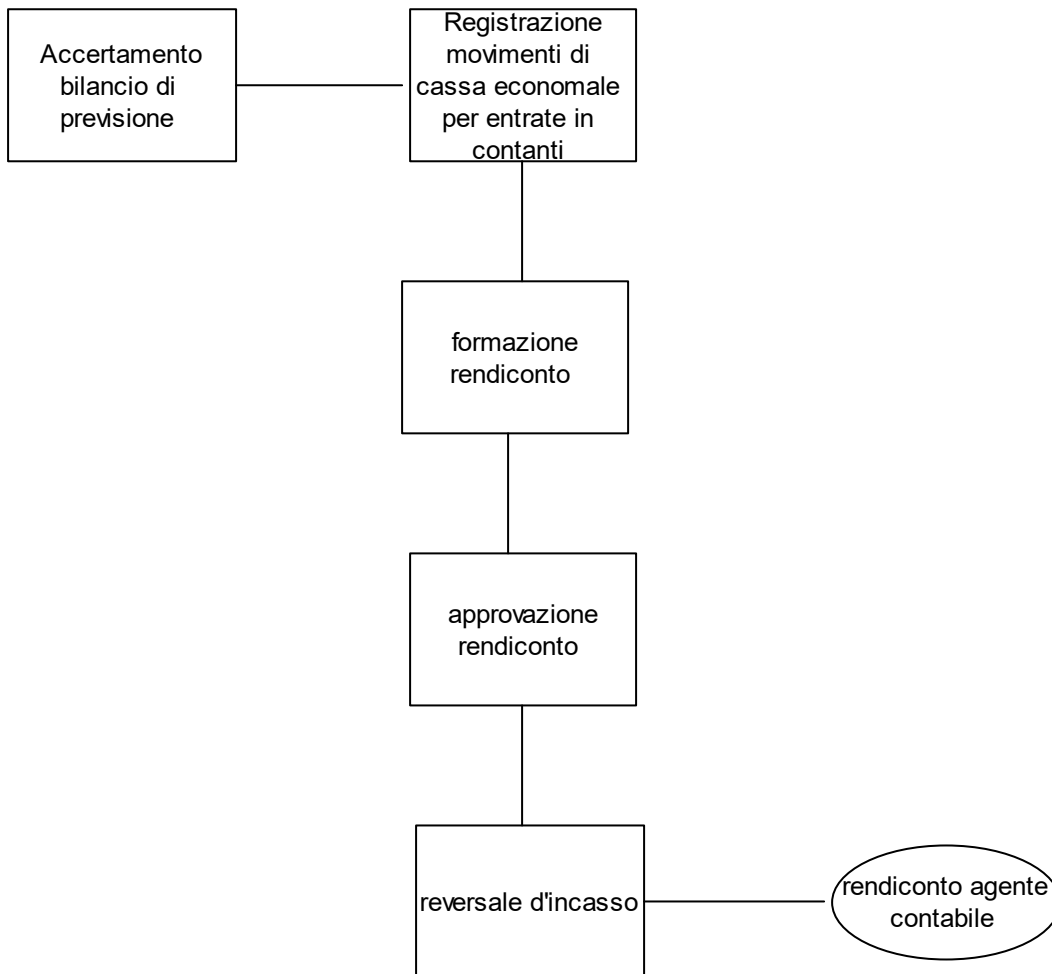 Accertamento
bilancio di
previsione
Registrazione
movimenti di
cassa economale
per entrate in
contanti
formazione
rendiconto
approvazione
rendiconto
reversale d'incasso
rendiconto agente
contabile